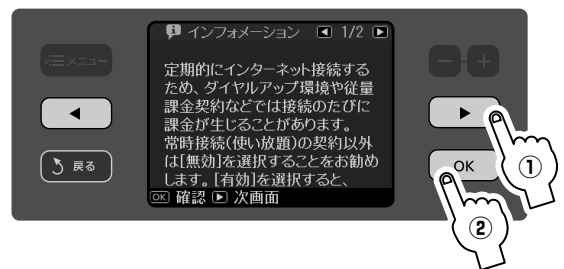 インフォメーション ◀ 1/2 ▶
メニュー
定期的にインターネット接続する
ため、ダイヤルアップ環境や従量
課金契約などでは接続のたびに
課金が生じることがあります。
常時接続(使い放題)の契約以外
は[無効]を選択することをお勧め
します。[有効]を選択すると、
OK 確認 ▶ 次画面
◀
戻る
- +
▶
OK
①
②